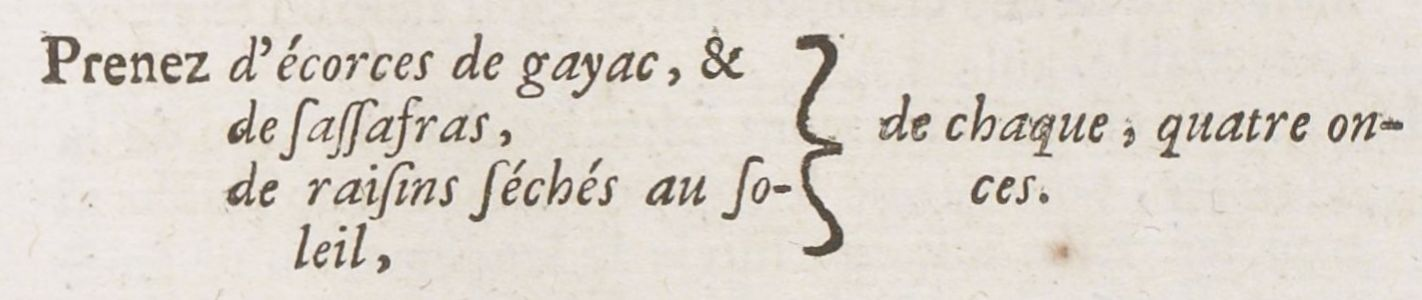 Prenez d'écorces de gayac, &
de ſaſſafras,
de raiſins ſéchés au ſo-
leil,
de chaque, quatre on-
ces.